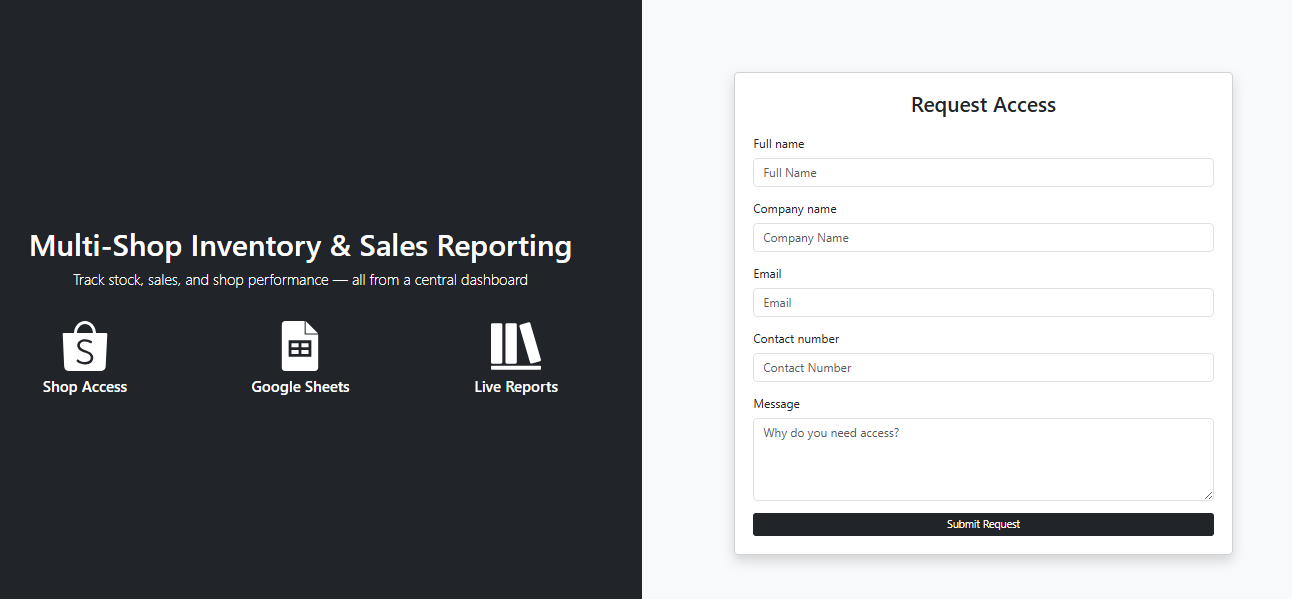 Multi-Shop Inventory & Sales Reporting
Track stock, sales, and shop performance — all from a central dashboard
S
Shop Access
Google Sheets
Live Reports
Request Access
Full name
Full Name
Company name
Company Name
Email
Email
Contact number
Contact Number
Message
Why do you need access?
Submit Request